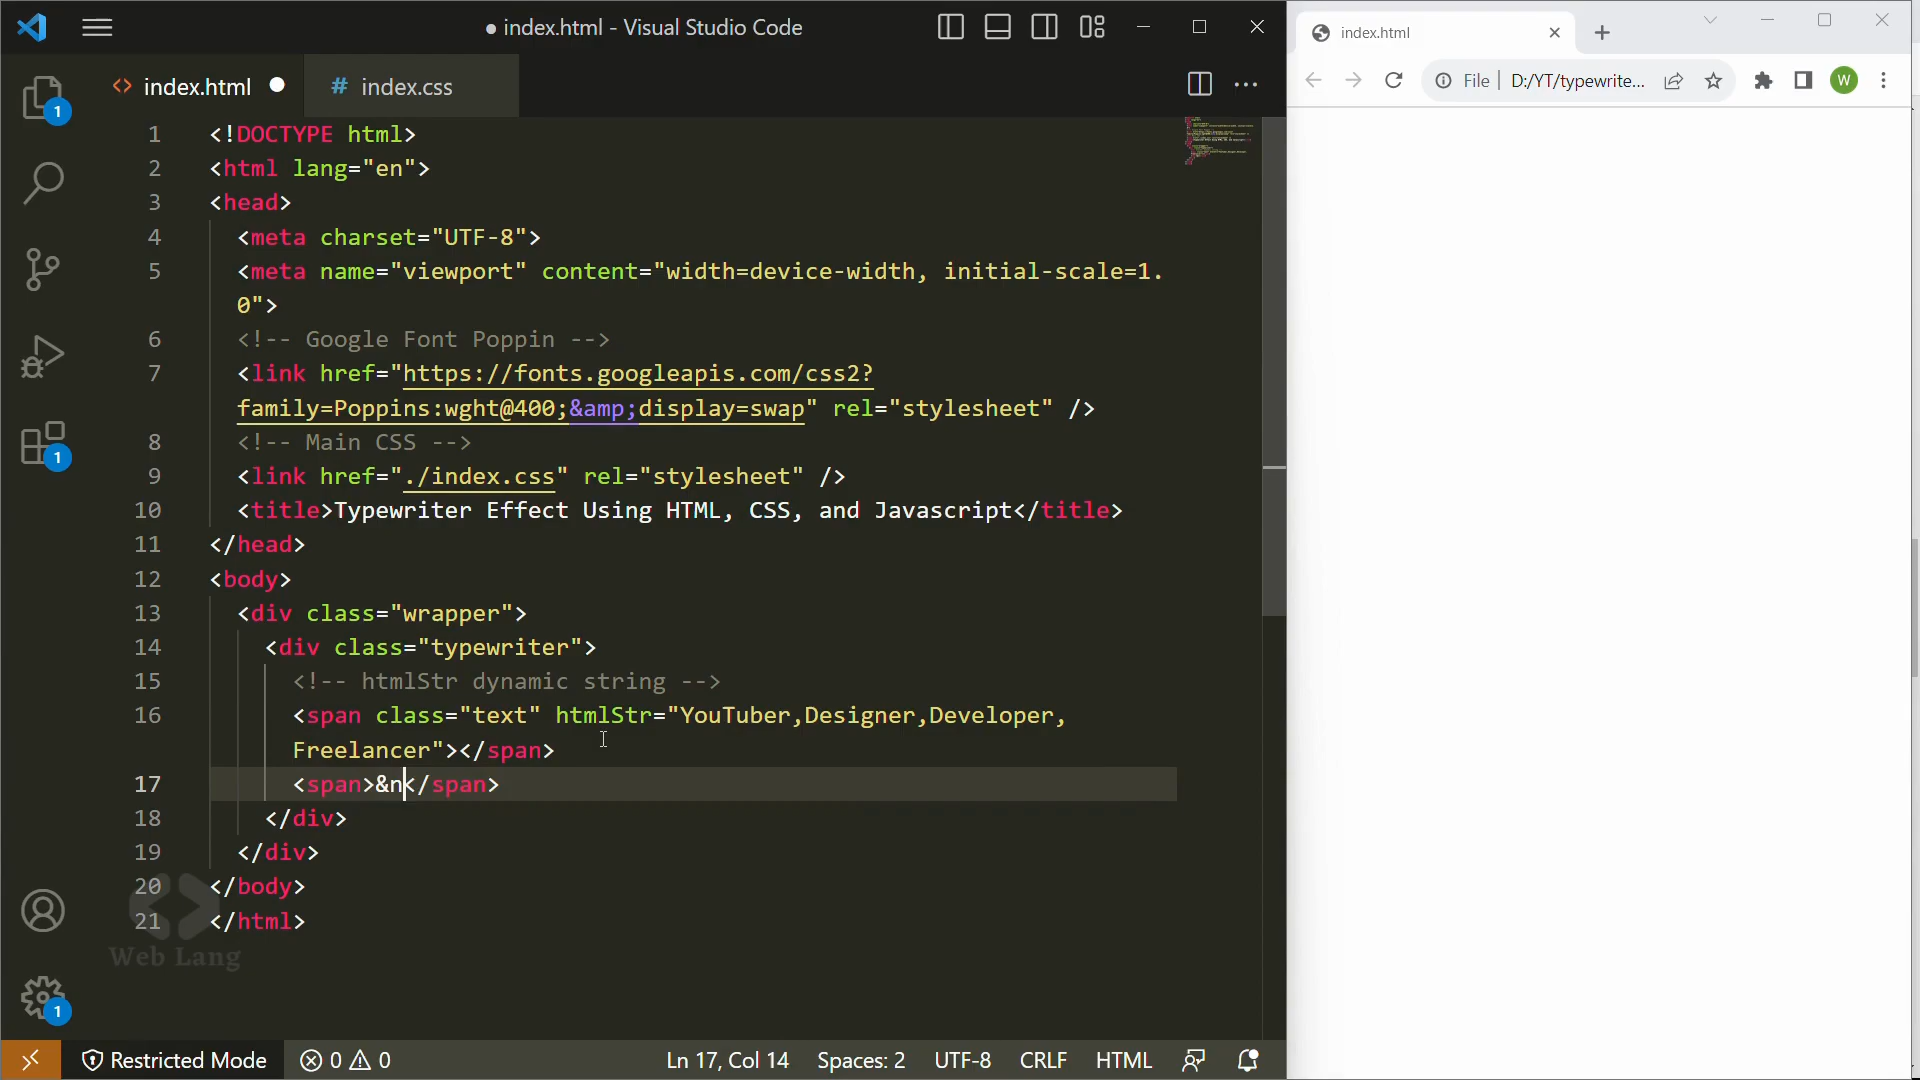 index.html - Visual Studio Code
index.html
index.html
# index.css
File
D:/YT/typewrite...
W
1
1
1
1 <!DOCTYPE html>
2 <html lang="en">
3 <head>
4 <meta charset="UTF-8">
5 <meta name="viewport" content="width=device-width, initial-scale=1.
0">
6 <!-- Google Font Poppin -->
7 <link href="https://fonts.googleapis.com/css2?
family=Poppins:wght@400;&amp;display=swap" rel="stylesheet" />
8 <!-- Main CSS -->
9 <link href="./index.css" rel="stylesheet" />
10 <title>Typewriter Effect Using HTML, CSS, and Javascript</title>
11 </head>
12 <body>
13 <div class="wrapper">
14 <div class="typewriter">
15 <!-- htmlStr dynamic string -->
16 <span class="text" htmlStr="YouTuber,Designer,Developer,
Freelancer"></span>
17 <span>&n</span>
18 </div>
19 </div>
20 </body>
21 </html>
Web Lang
Restricted Mode
0
0
Ln 17, Col 14
Spaces: 2
UTF-8
CRLF
HTML